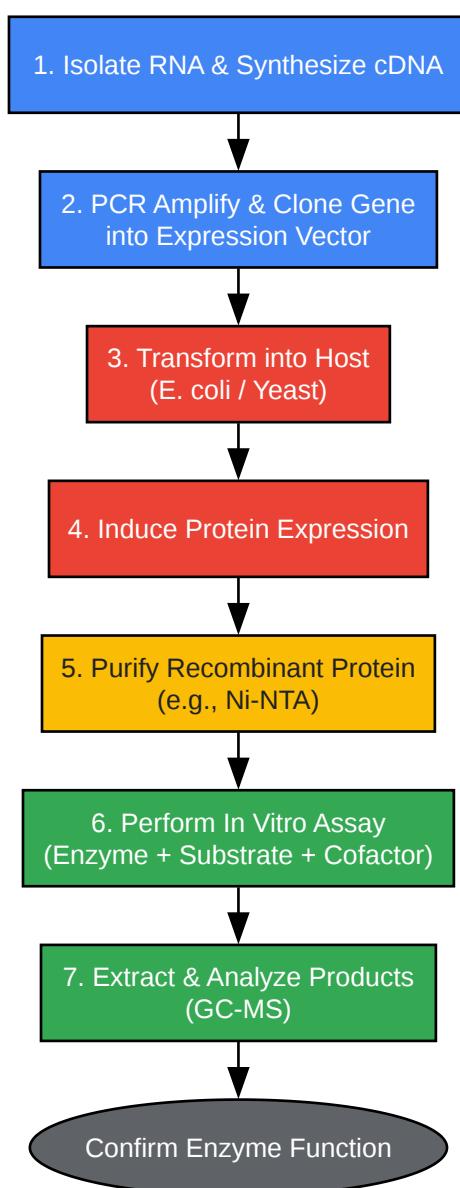 1. Isolate RNA & Synthesize cDNA
2. PCR Amplify & Clone Gene
into Expression Vector
3. Transform into Host
(E. coli / Yeast)
4. Induce Protein Expression
5. Purify Recombinant Protein
(e.g., Ni-NTA)
6. Perform In Vitro Assay
(Enzyme + Substrate + Cofactor)
7. Extract & Analyze Products
(GC-MS)
Confirm Enzyme Function